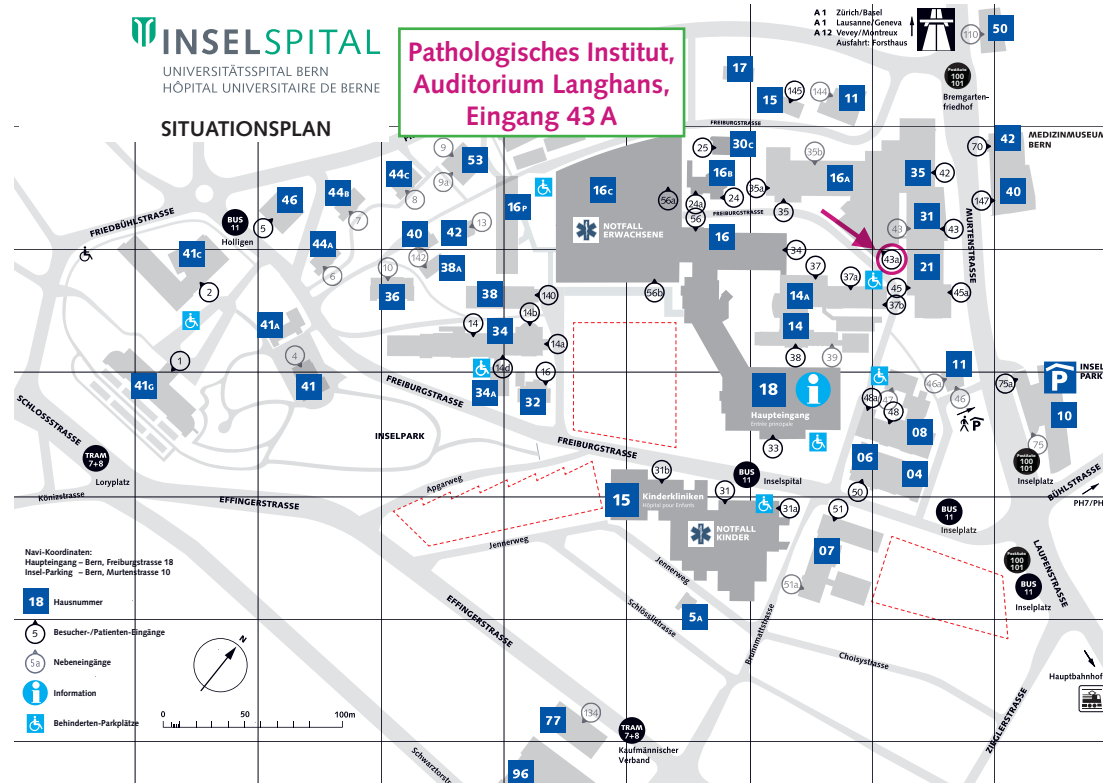 INSELSPITAL
UNIVERSITÄTSSPITAL BERN
HÔPITAL UNIVERSITAIRE DE BERNE
SITUATIONSPLAN
Pathologisches Institut,
Auditorium Langhans,
Eingang 43 A
A 1 Zürich/Basel
A 1 Lausanne/Geneva
A 12 Vevey/Montreux
Ausfahrt: Forsthaus
110
50
PostAuto
100
101
Bremgarten-
friedhof
17
15
145
144
11
FREIBURGSTRASSE
9
53
25
30C
35b
70
42
MEDIZINMUSEUM
BERN
44C
9a
8
16P
16C
16B
35a
16A
35
42
40
46
44B
7
56a
24a
24
35
147
FRIEDBÜHLSTRASSE
BUS
11
Holligen
5
40
42
13
NOTFALL
ERWACHSENE
56
FREIBURGSTRASSE
16
31
43
43
MURTENSTRASSE
41C
44A
6
142
10
38A
34
37
43a
21
2
36
38
140
56b
14A
37a
45
45a
37b
41A
14
34
14b
14a
14
1
4
14d
16
38
39
11
INSEL
PARK
41G
41
FREIBURGSTRASSE
34A
32
18
Haupteingang
Entrée principale
48a
47
48
46a
46
P
75a
P
10
SCHLOSSSTRASSE
INSELPARK
FREIBURGSTRASSE
33
08
75
TRAM
7+8
Loryplatz
06
04
PostAuto
100
101
Inselplatz
BÜHLSTRASSE
Könizstrasse
EFFINGERSTRASSE
Apgarweg
31b
BUS
11
Inselspital
50
PH7/PH
15
Kinderkliniken
Hôpital pour Enfants
31
31a
51
BUS
11
Inselplatz
NOTFALL
KINDER
Jennerweg
07
Navi-Koordinaten:
Haupteingang – Bern, Freiburgstrasse 18
Insel-Parking – Bern, Murtenstrasse 10
Jennerweg
51a
PostAuto
100
101
BUS
11
Inselplatz
LAUPENSTRASSE
18
Hausnummer
5
Besucher-/Patienten-Eingänge
EFFINGERSTRASSE
Schlösslistrasse
5A
Brunnmattstrasse
Choisystrasse
5a
Nebeneingänge
N
Information
Hauptbahnhof
Behinderten-Parkplätze
0
50
100m
77
134
TRAM
7+8
Kaufmännischer
Verband
ZIEGLERSTRASSE
96